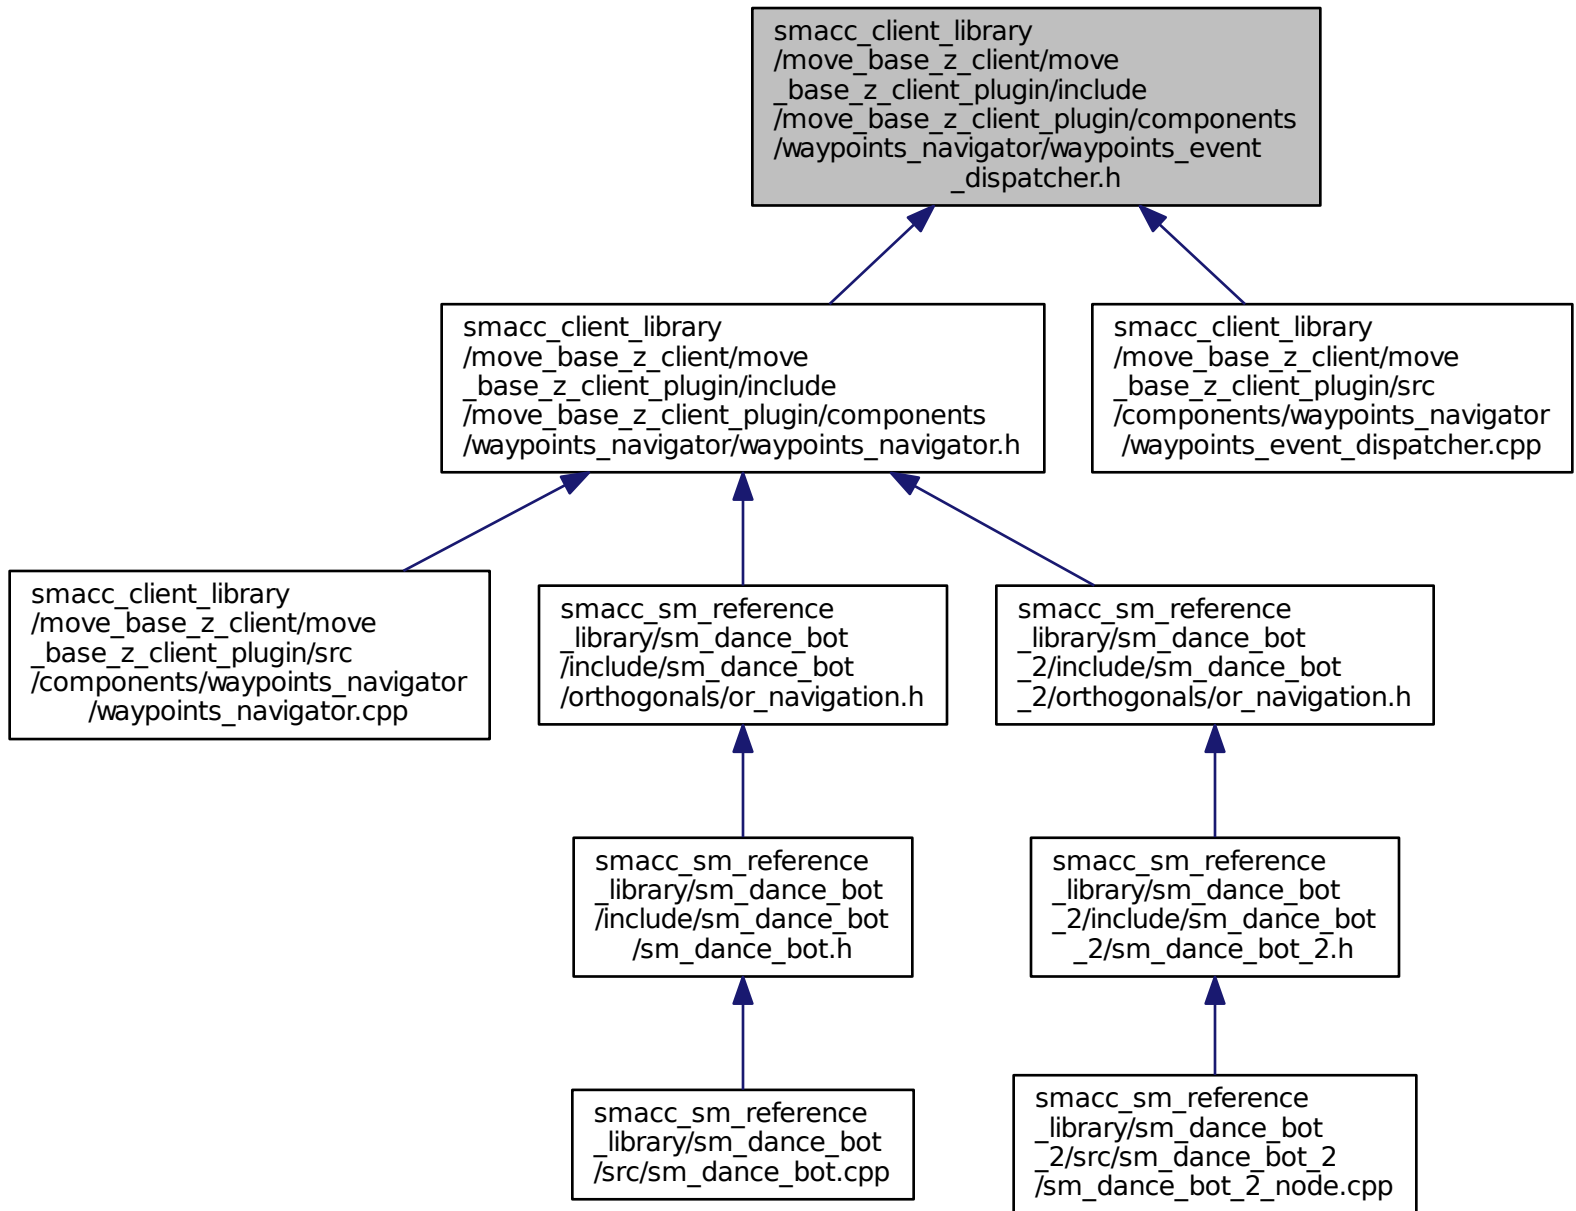 smacc_client_library
/move_base_z_client/move
_base_z_client_plugin/include
/move_base_z_client_plugin/components
/waypoints_navigator/waypoints_event
_dispatcher.h
smacc_client_library
/move_base_z_client/move
_base_z_client_plugin/include
/move_base_z_client_plugin/components
/waypoints_navigator/waypoints_navigator.h
smacc_client_library
/move_base_z_client/move
_base_z_client_plugin/src
/components/waypoints_navigator
/waypoints_event_dispatcher.cpp
smacc_client_library
/move_base_z_client/move
_base_z_client_plugin/src
/components/waypoints_navigator
/waypoints_navigator.cpp
smacc_sm_reference
_library/sm_dance_bot
/include/sm_dance_bot
/orthogonals/or_navigation.h
smacc_sm_reference
_library/sm_dance_bot
_2/include/sm_dance_bot
_2/orthogonals/or_navigation.h
smacc_sm_reference
_library/sm_dance_bot
/include/sm_dance_bot
/sm_dance_bot.h
smacc_sm_reference
_library/sm_dance_bot
_2/include/sm_dance_bot
_2/sm_dance_bot_2.h
smacc_sm_reference
_library/sm_dance_bot
/src/sm_dance_bot.cpp
smacc_sm_reference
_library/sm_dance_bot
_2/src/sm_dance_bot_2
/sm_dance_bot_2_node.cpp